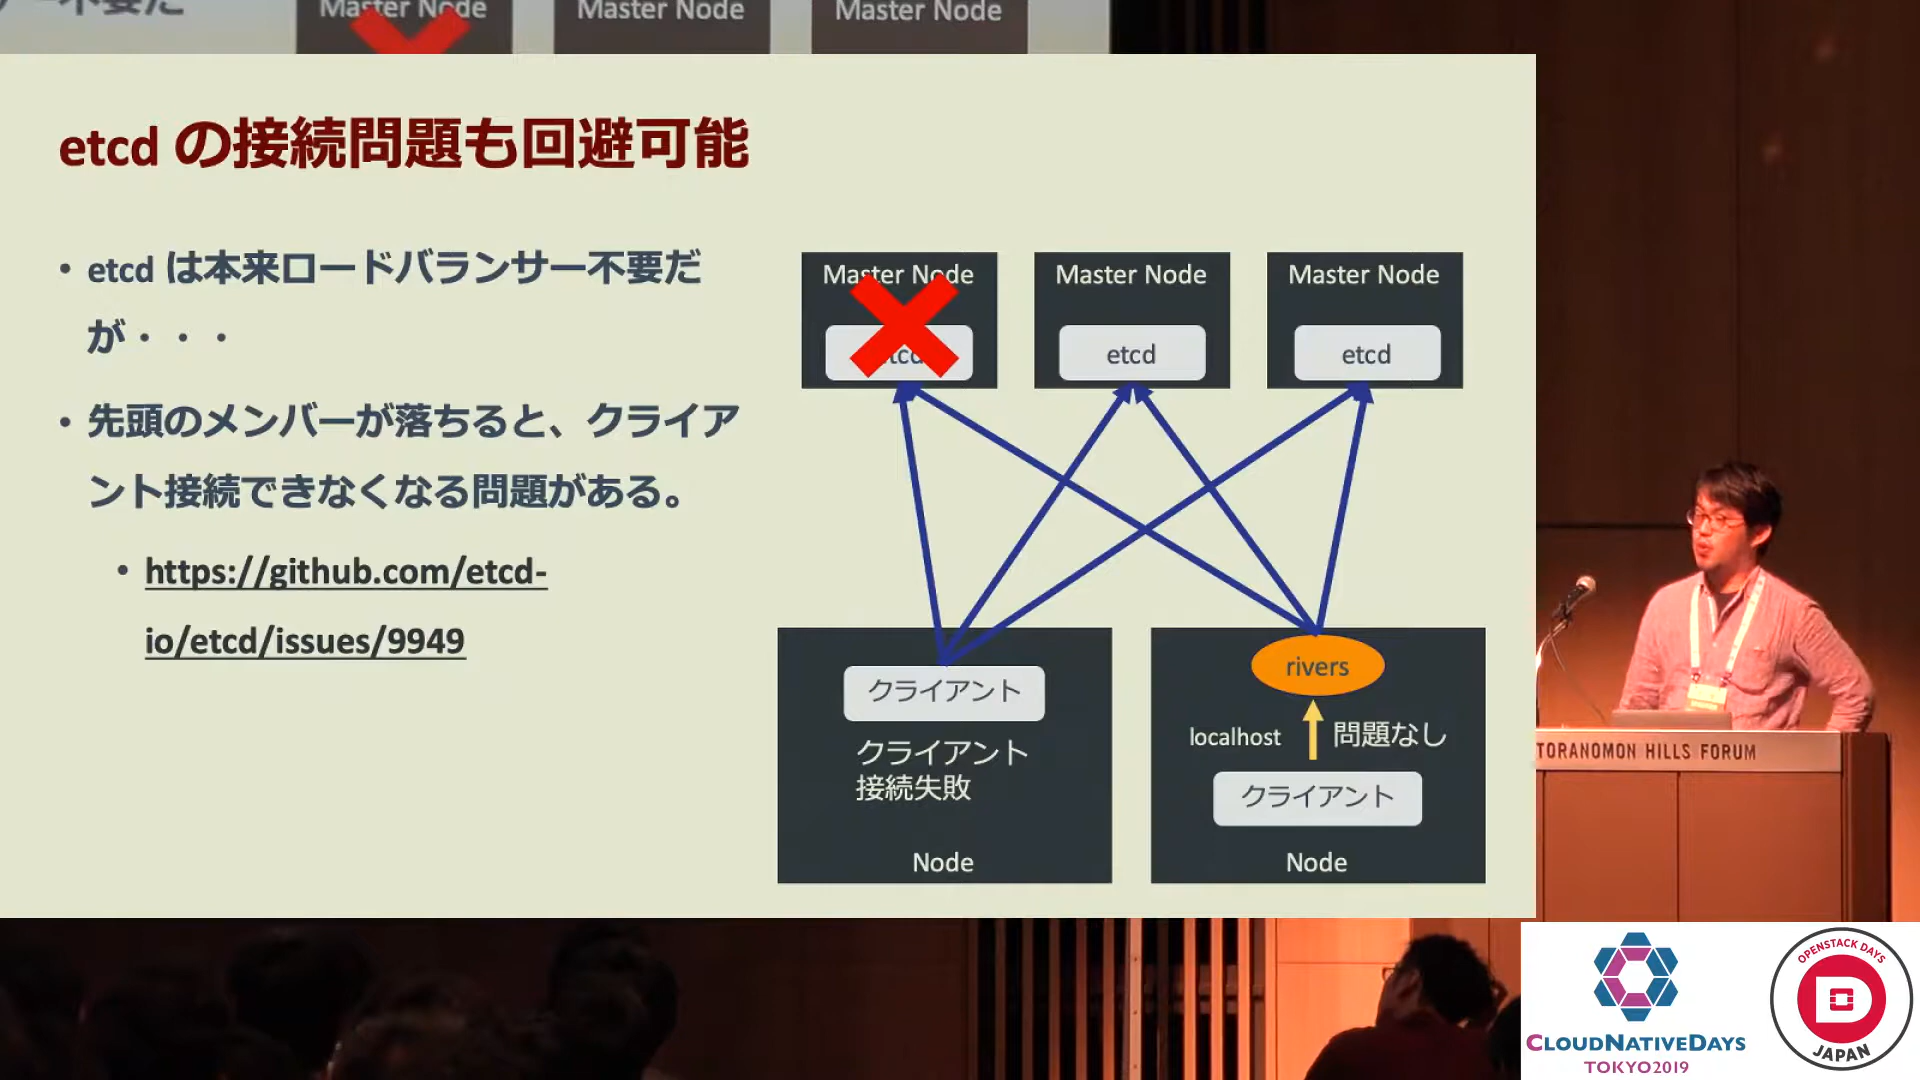 サー不要だ
Master Node
Master Node
Master Node
etcd の接続問題も回避可能
• etcd は本来ロードバランサー不要だ
が・・・
• 先頭のメンバーが落ちると、クライア
ント接続できなくなる問題がある。
• https://github.com/etcd-
io/etcd/issues/9949
Master Node
Master Node
Master Node
etcd
etcd
etcd
クライアント
クライアント
接続失敗
Node
rivers
localhost
問題なし
クライアント
Node
TORANOMON HILLS FORUM
CLOUDNATIVEDAYS
TOKYO2019
OPENSTACK DAYS
JAPAN